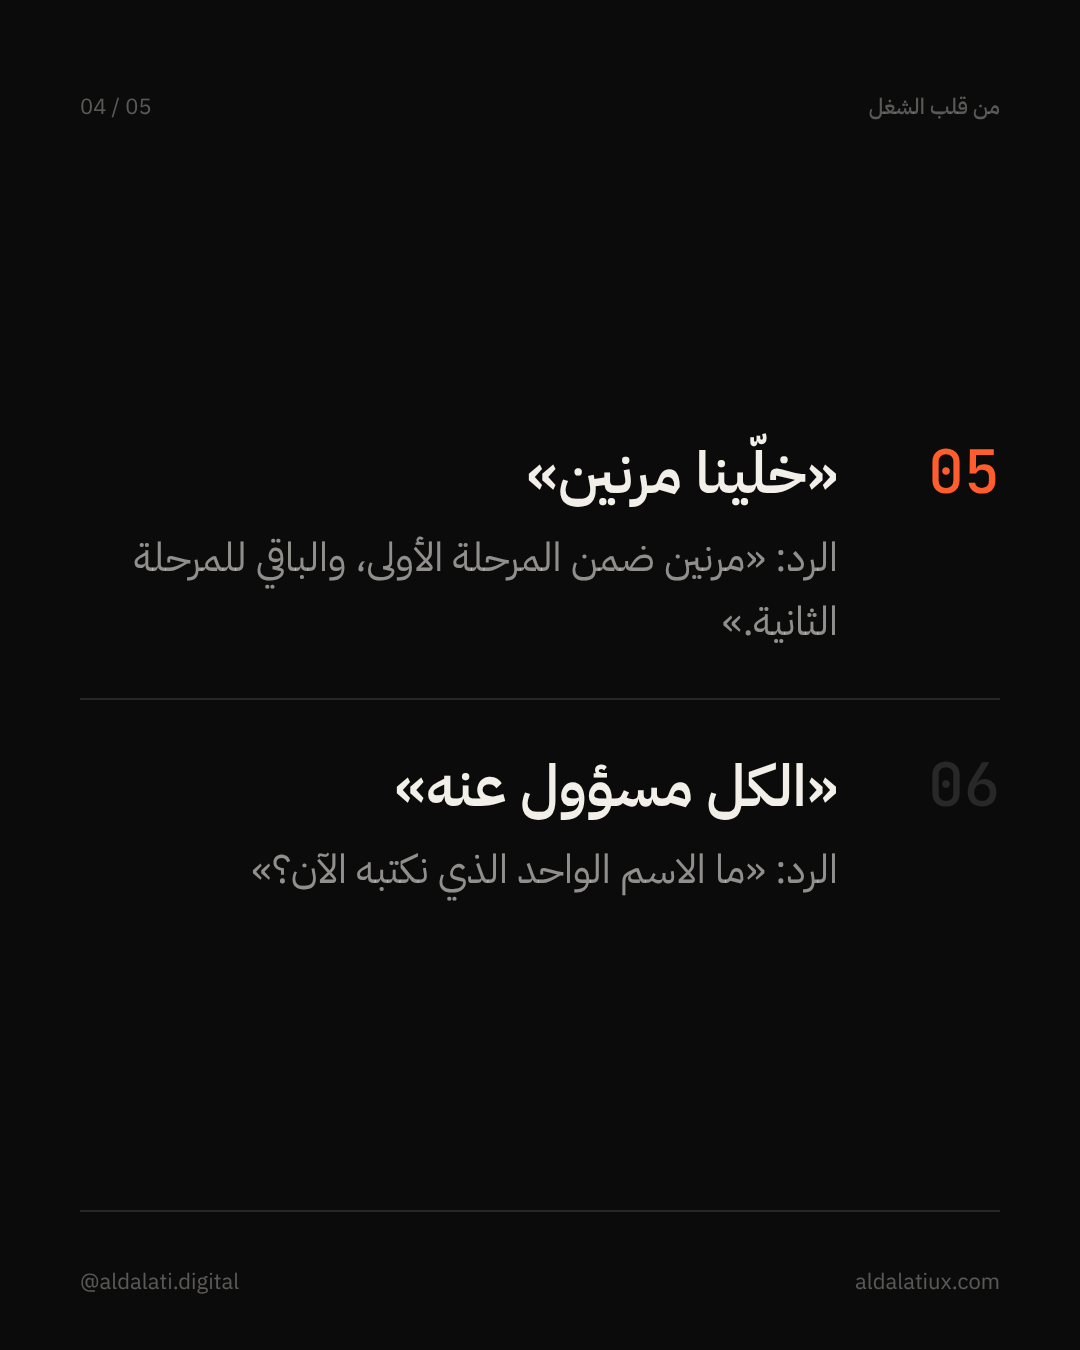 من قلب الشغل
04 / 05
05
«خلّينا مرنين»
الرد: «مرنين ضمن المرحلة الأولى، والباقي للمرحلة
الثانية.»
06
«الكل مسؤول عنه»
الرد: «ما الاسم الواحد الذي نكتبه الآن؟»
@aldalati.digital
aldalatiux.com